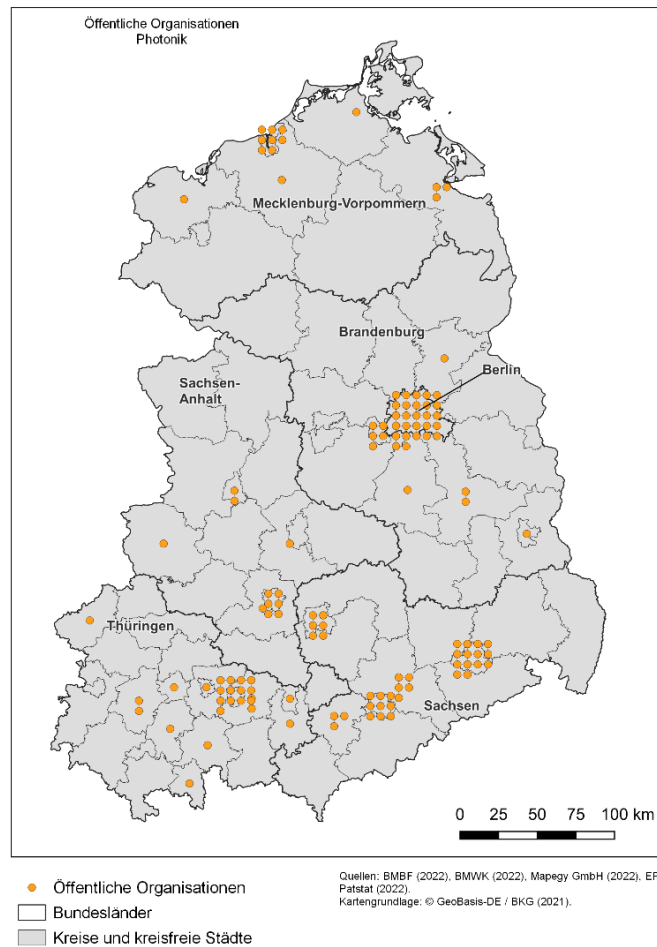 Öffentliche Organisationen
Photonik
Mecklenburg-Vorpommern
Brandenburg
Berlin
Sachsen-
Anhalt
Thüringen
Sachsen
0 25 50 75 100 km
Öffentliche Organisationen
Bundesländer
Kreise und kreisfreie Städte
Quellen: BMBF (2022), BMWK (2022), Mapegy GmbH (2022),
Patstat (2022).
Kartengrundlage: © GeoBasis-DE / BKG (2021).